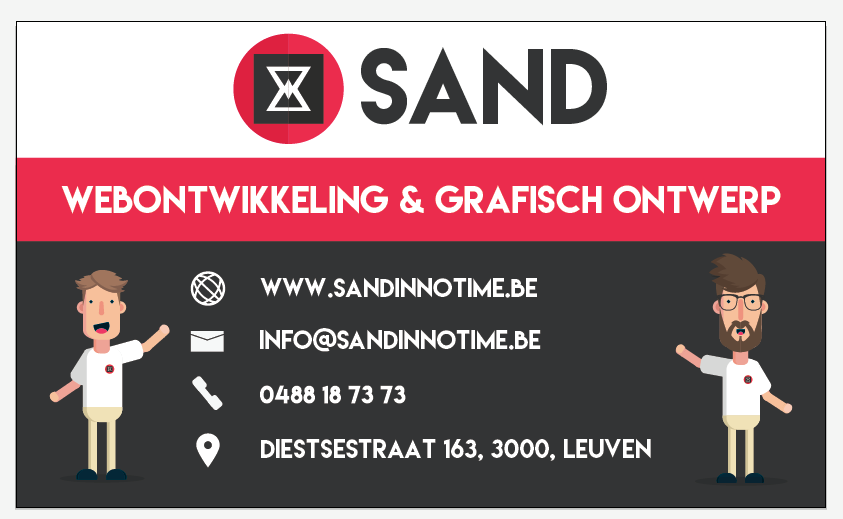 SAND
WEBONTWIKKELING & GRAFISCH ONTWERP
WWW.SANDINNOTIME.BE
INFO@SANDINNOTIME.BE
0488 18 73 73
DIESTSESTRAAT 163, 3000, LEUVEN